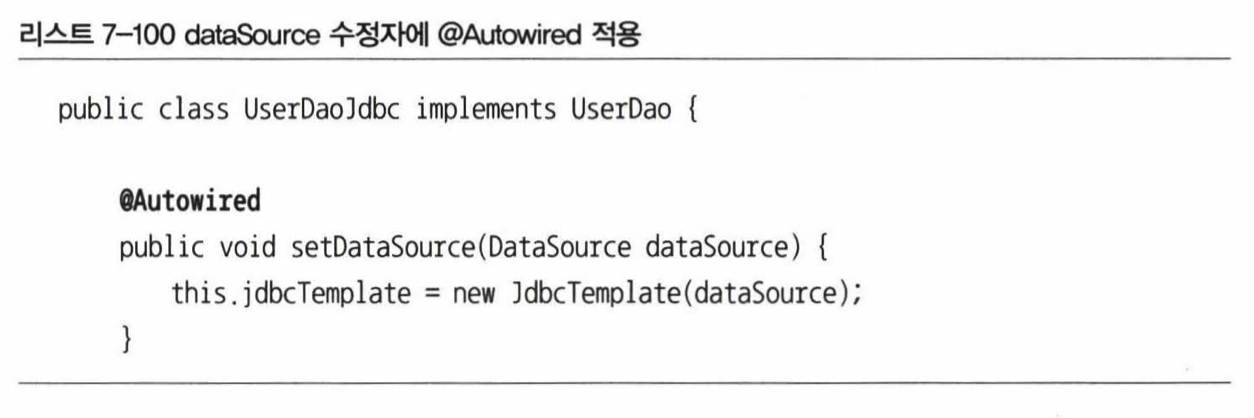 리스트 7-100 dataSource 수정자에 @Autowired 적용
public class UserDaoJdbc implements UserDao {
@Autowired
public void setDataSource(DataSource dataSource) {
this.jdbcTemplate = new JdbcTemplate(dataSource);
}